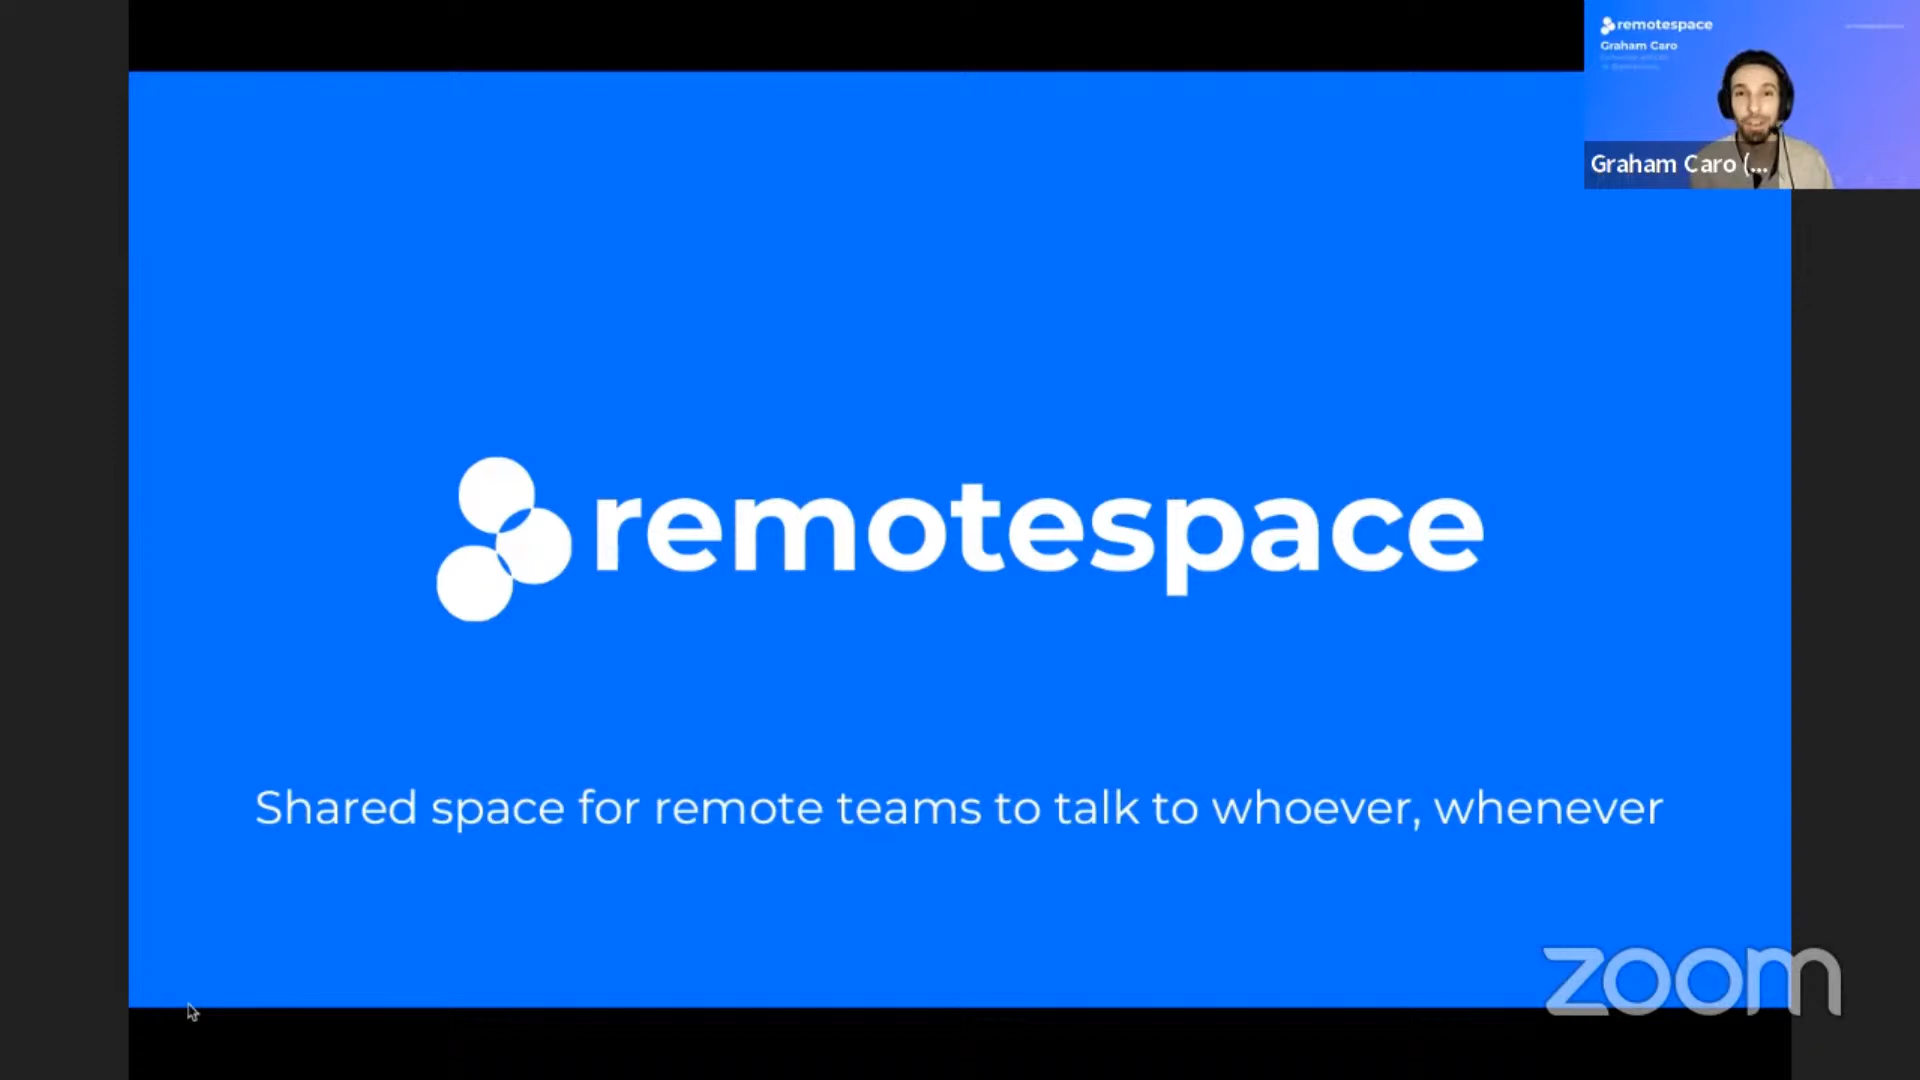 remotespace
Graham Caro
Graham Caro (...
remotespace
Shared space for remote teams to talk to whoever, whenever
zoom